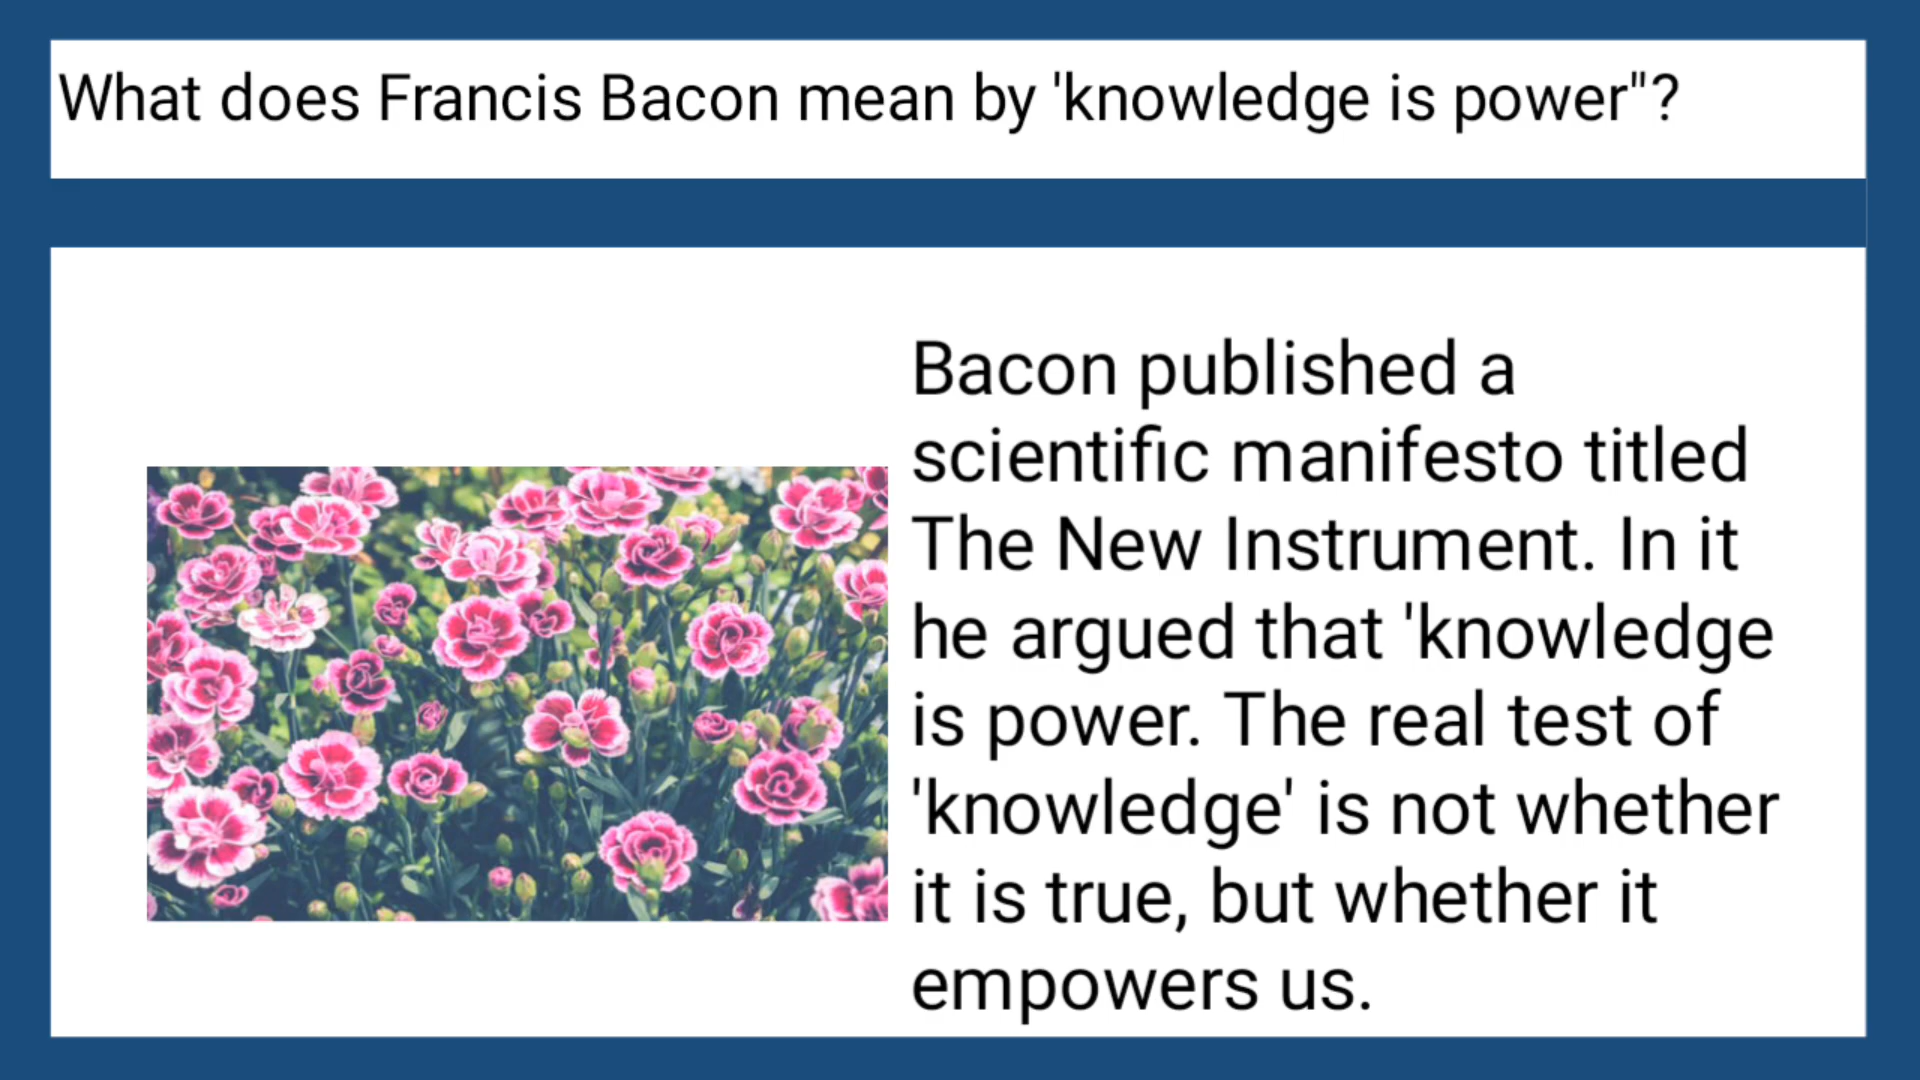 What does Francis Bacon mean by 'knowledge is power"?
Bacon published a
scientific manifesto titled
The New Instrument. In it
he argued that 'knowledge
is power. The real test of
'knowledge' is not whether
it is true, but whether it
empowers us.